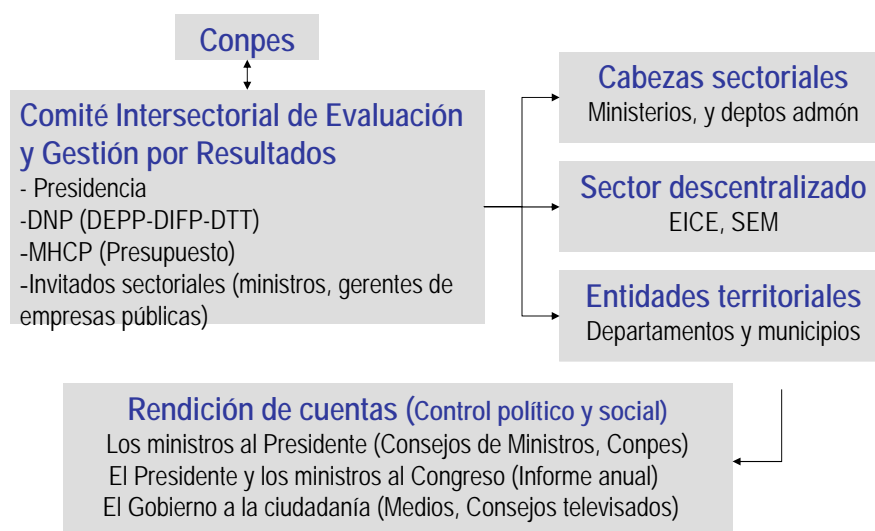 Conpes
Comité Intersectorial de Evaluación
y Gestión por Resultados
- Presidencia
-DNP (DEPP-DIFP-DTT)
-MHCP (Presupuesto)
-Invitados sectoriales (ministros, gerentes de
empresas públicas)
Cabezas sectoriales
Ministerios, y deptos admón
Sector descentralizado
EICE, SEM
Entidades territoriales
Departamentos y municipios
Rendición de cuentas (Control político y social)
Los ministros al Presidente (Consejos de Ministros, Conpes)
El Presidente y los ministros al Congreso (Informe anual)
El Gobierno a la ciudadanía (Medios, Consejos televisados)